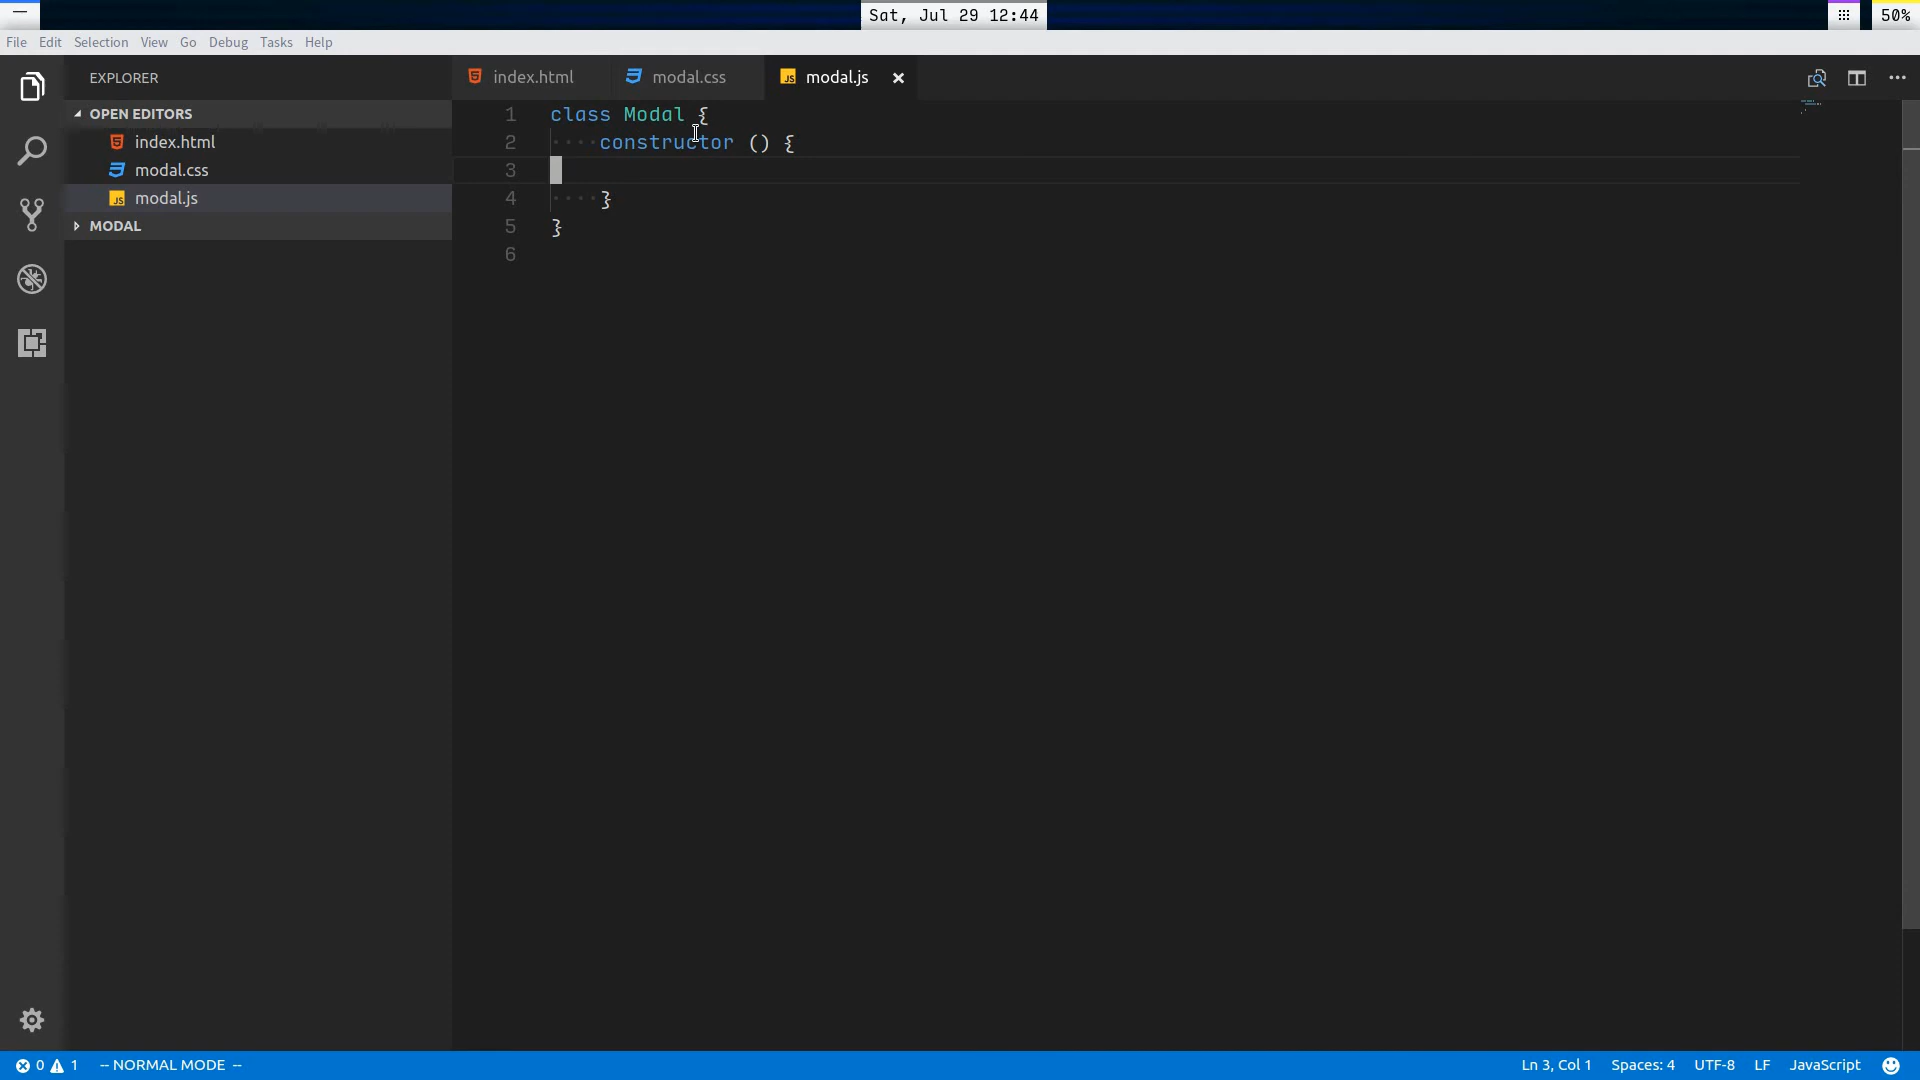 Sat, Jul 29 12:44
50%
File Edit Selection View Go Debug Tasks Help
EXPLORER
OPEN EDITORS
index.html
modal.css
modal.js
MODAL
index.html
modal.css
modal.js
1 class Modal {
2 ····constructor () {
3
4 ····}
5 }
6
0 1 -- NORMAL MODE --
Ln 3, Col 1 Spaces: 4 UTF-8 LF JavaScript